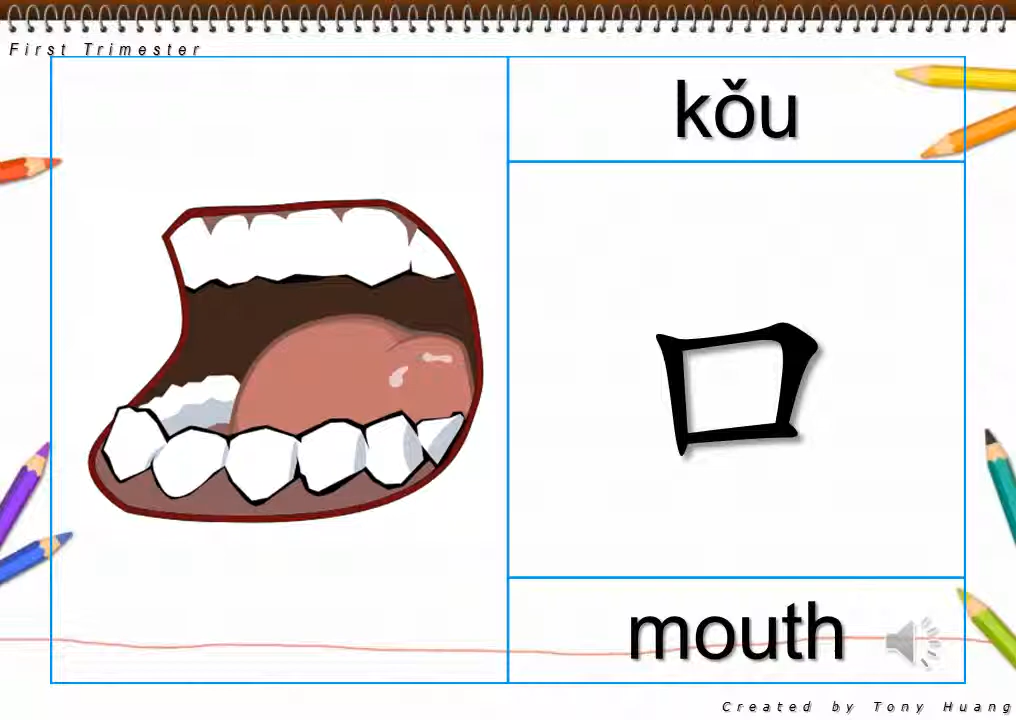 First Trimester
kǒu
口
mouth
Created by Tony Huang